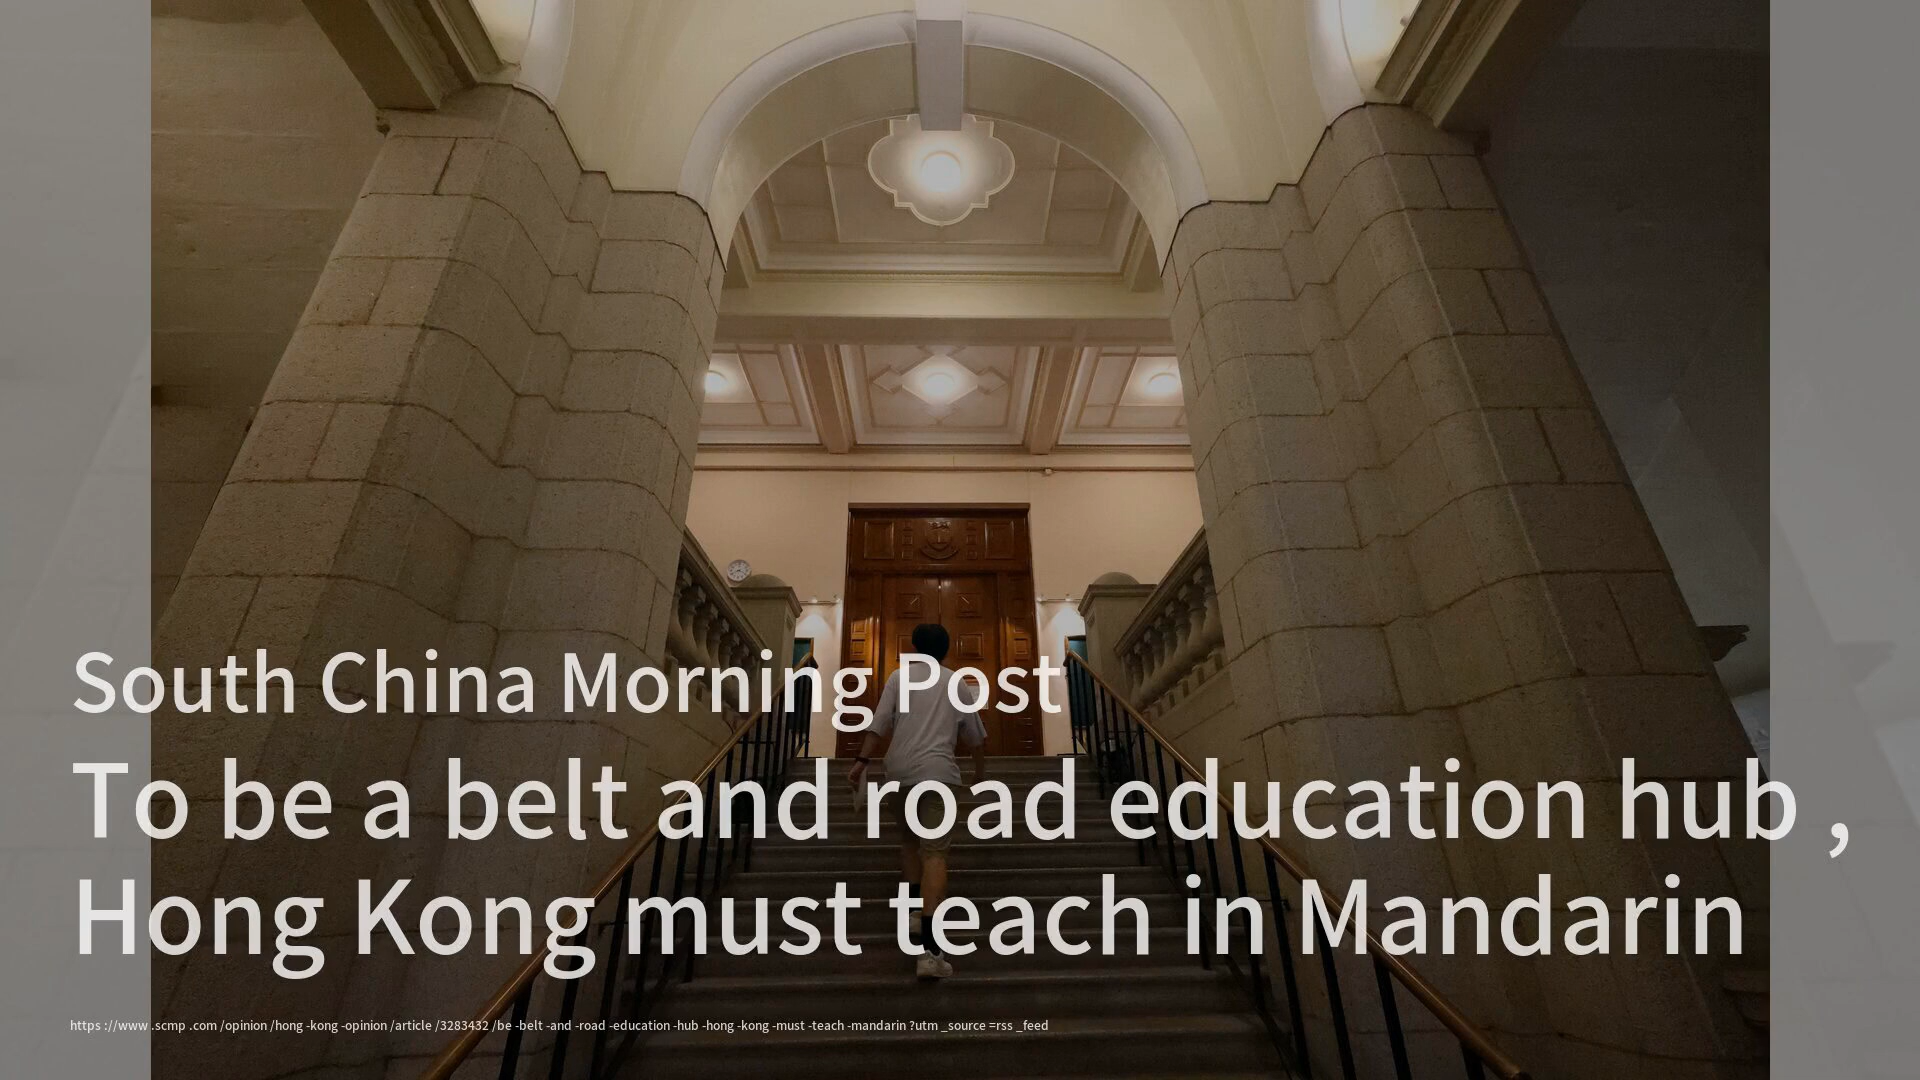 South China Morning Post
To be a belt and road education hub ,
Hong Kong must teach in Mandarin
https ://www .scmp .com /opinion /hong -kong -opinion /article /3283432 /be -belt -and -road -education -hub -hong -kong -must -teach -mandarin ?utm _source =rss _feed